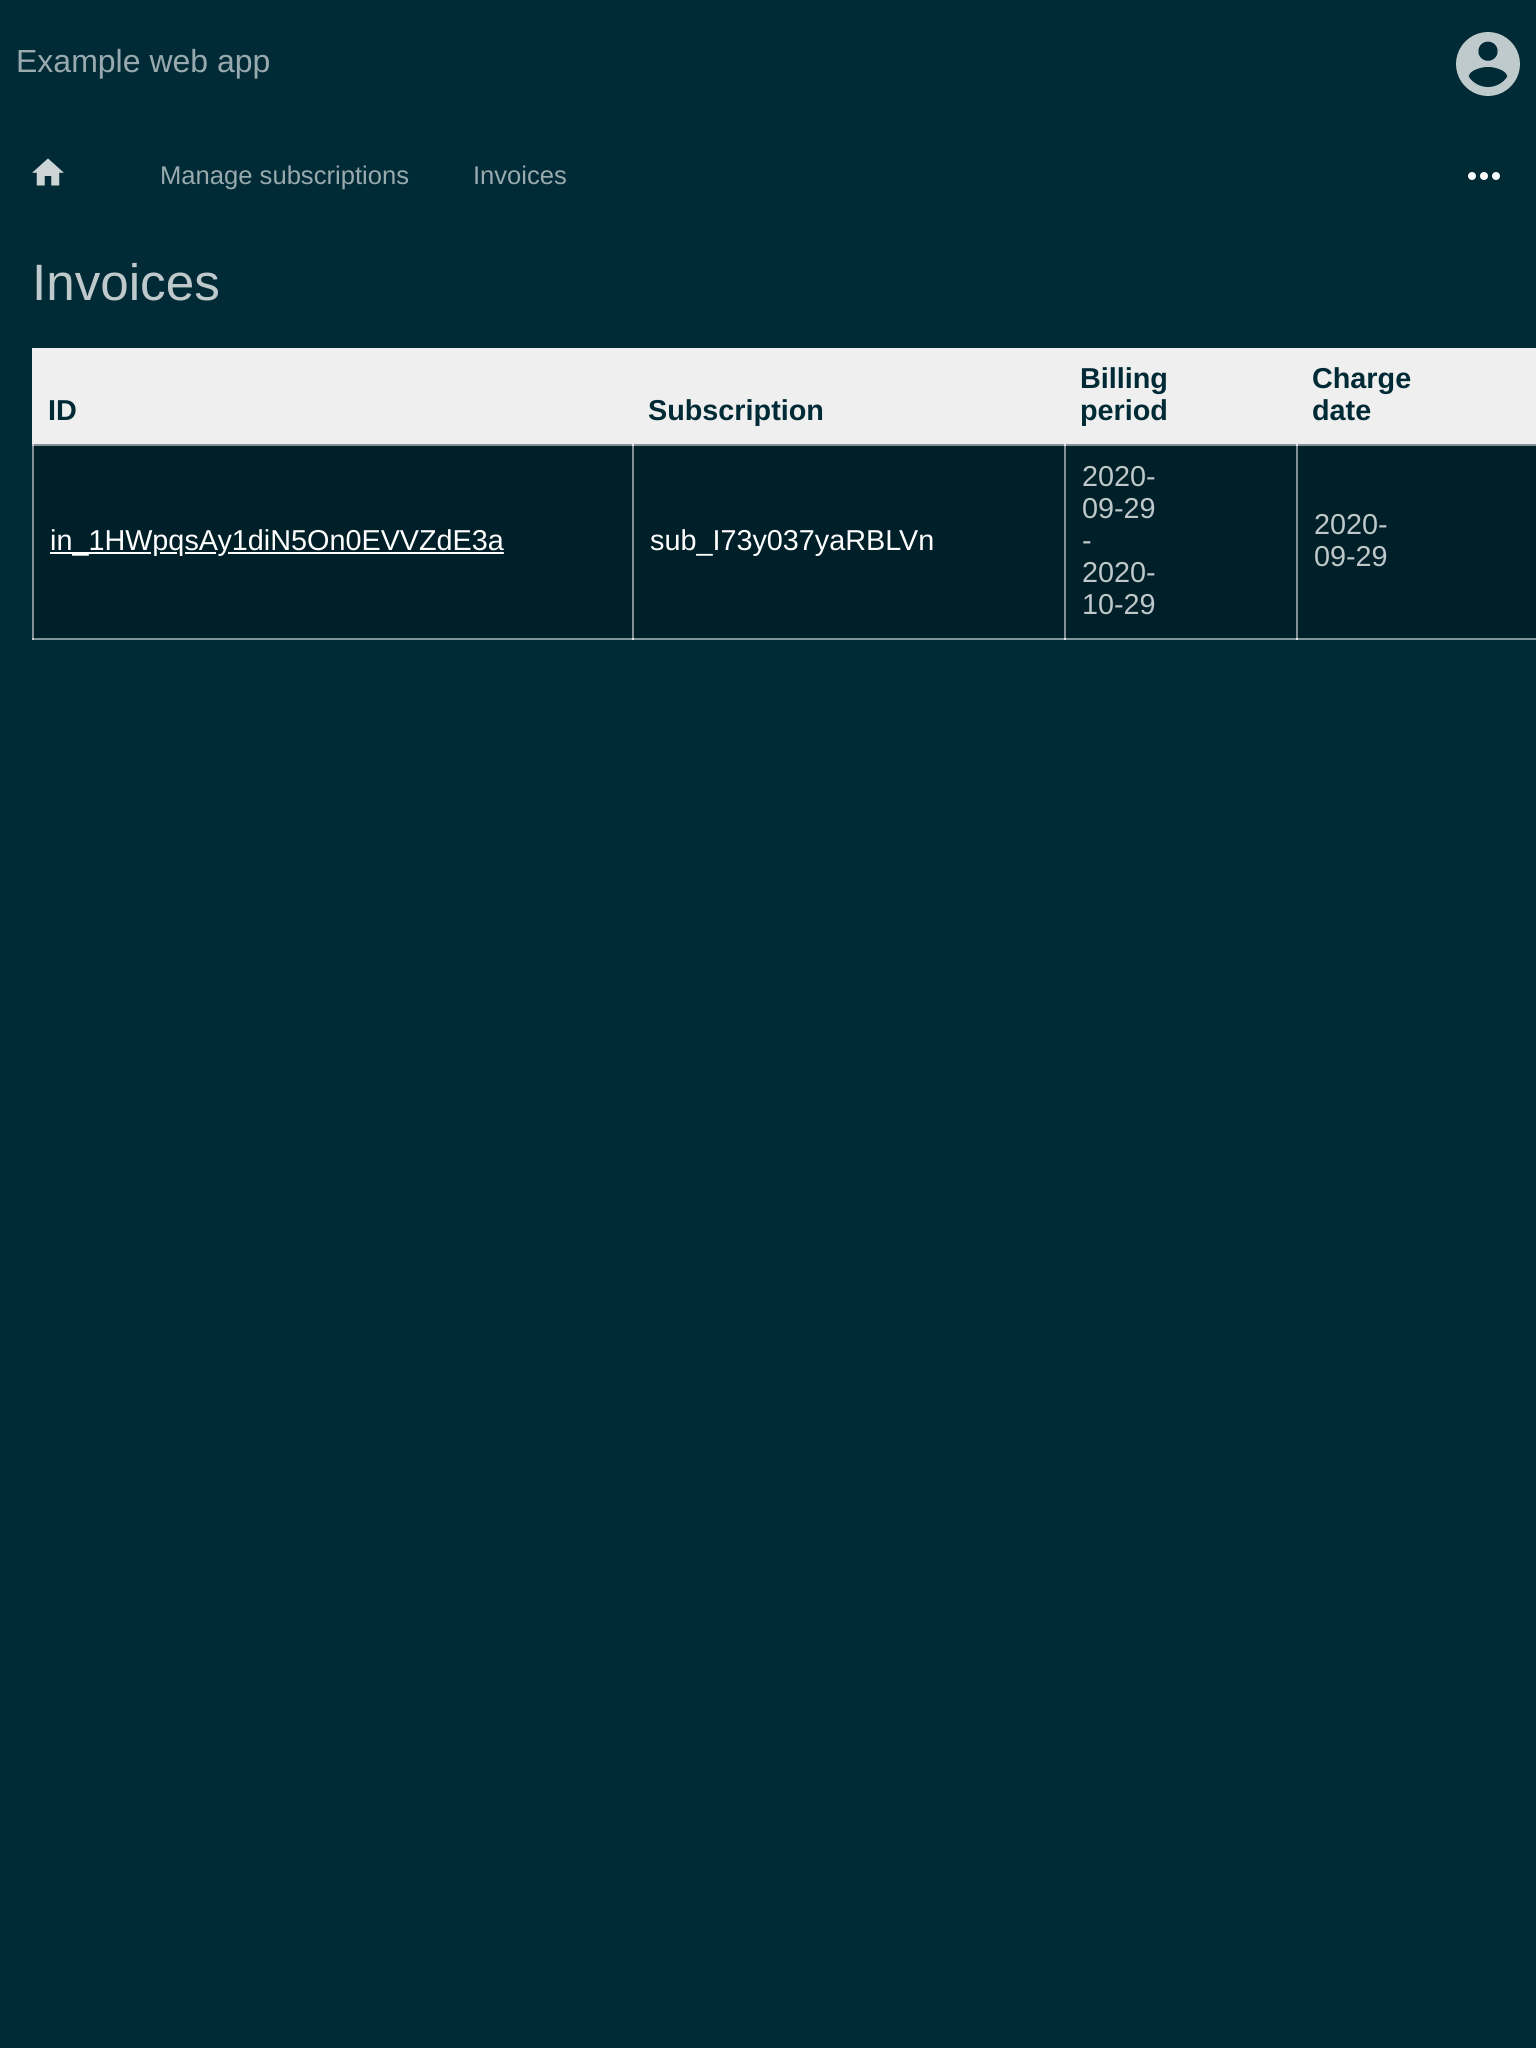 Example web app
Manage subscriptions Invoices
Invoices
ID Subscription Billing period Charge date
in_1HWpqsAy1diN5On0EVVZdE3a
sub_I73y037yaRBLVn
2020-
09-29
-
2020-
10-29
2020-
09-29